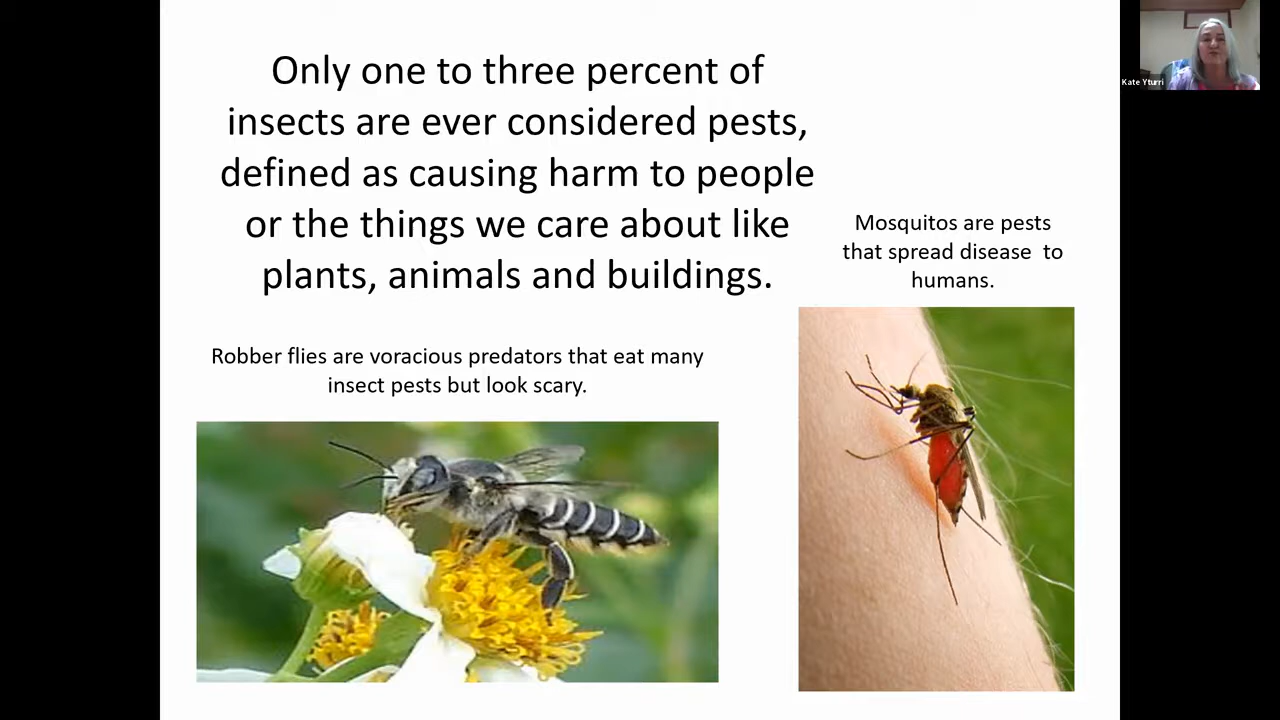 Only one to three percent of
insects are ever considered pests,
defined as causing harm to people
or the things we care about like
plants, animals and buildings.
Mosquitos are pests
that spread disease to
humans.
Robber flies are voracious predators that eat many
insect pests but look scary.
Kate Yturri